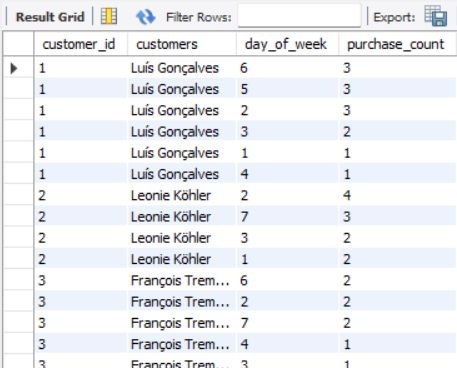 Result Grid Filter Rows: Export:
customer_id customers day_of_week purchase_count
1 Luís Gonçalves 6 3
1 Luís Gonçalves 5 3
1 Luís Gonçalves 2 3
1 Luís Gonçalves 3 2
1 Luís Gonçalves 1 1
1 Luís Gonçalves 4 1
2 Leonie Köhler 2 4
2 Leonie Köhler 7 3
2 Leonie Köhler 3 2
2 Leonie Köhler 1 2
3 François Trem... 6 2
3 François Trem... 2 2
3 François Trem... 7 2
3 François Trem... 4 1
3 François Trem... 3 1